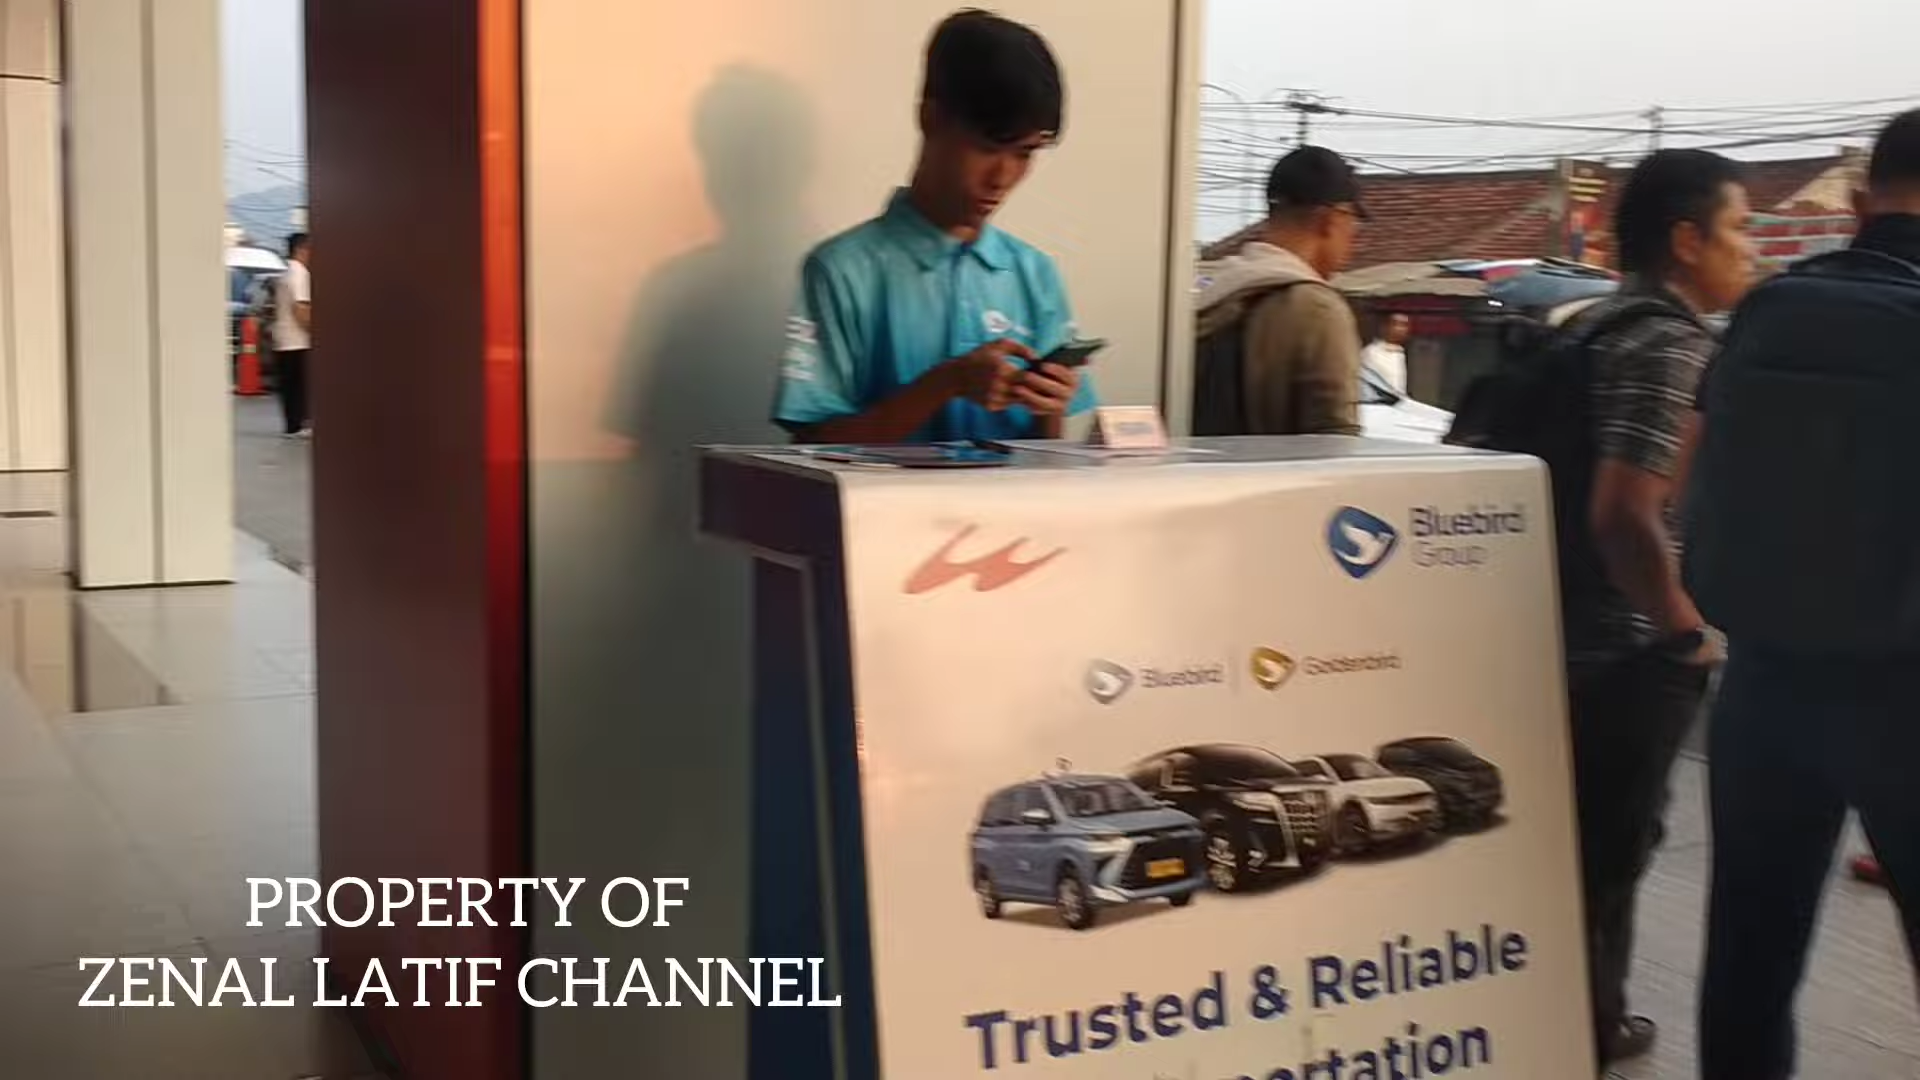 Bluebird
Group
Bluebird | Goldenbird
Trusted & Reliable
PROPERTY OF
ZENAL LATIF CHANNEL